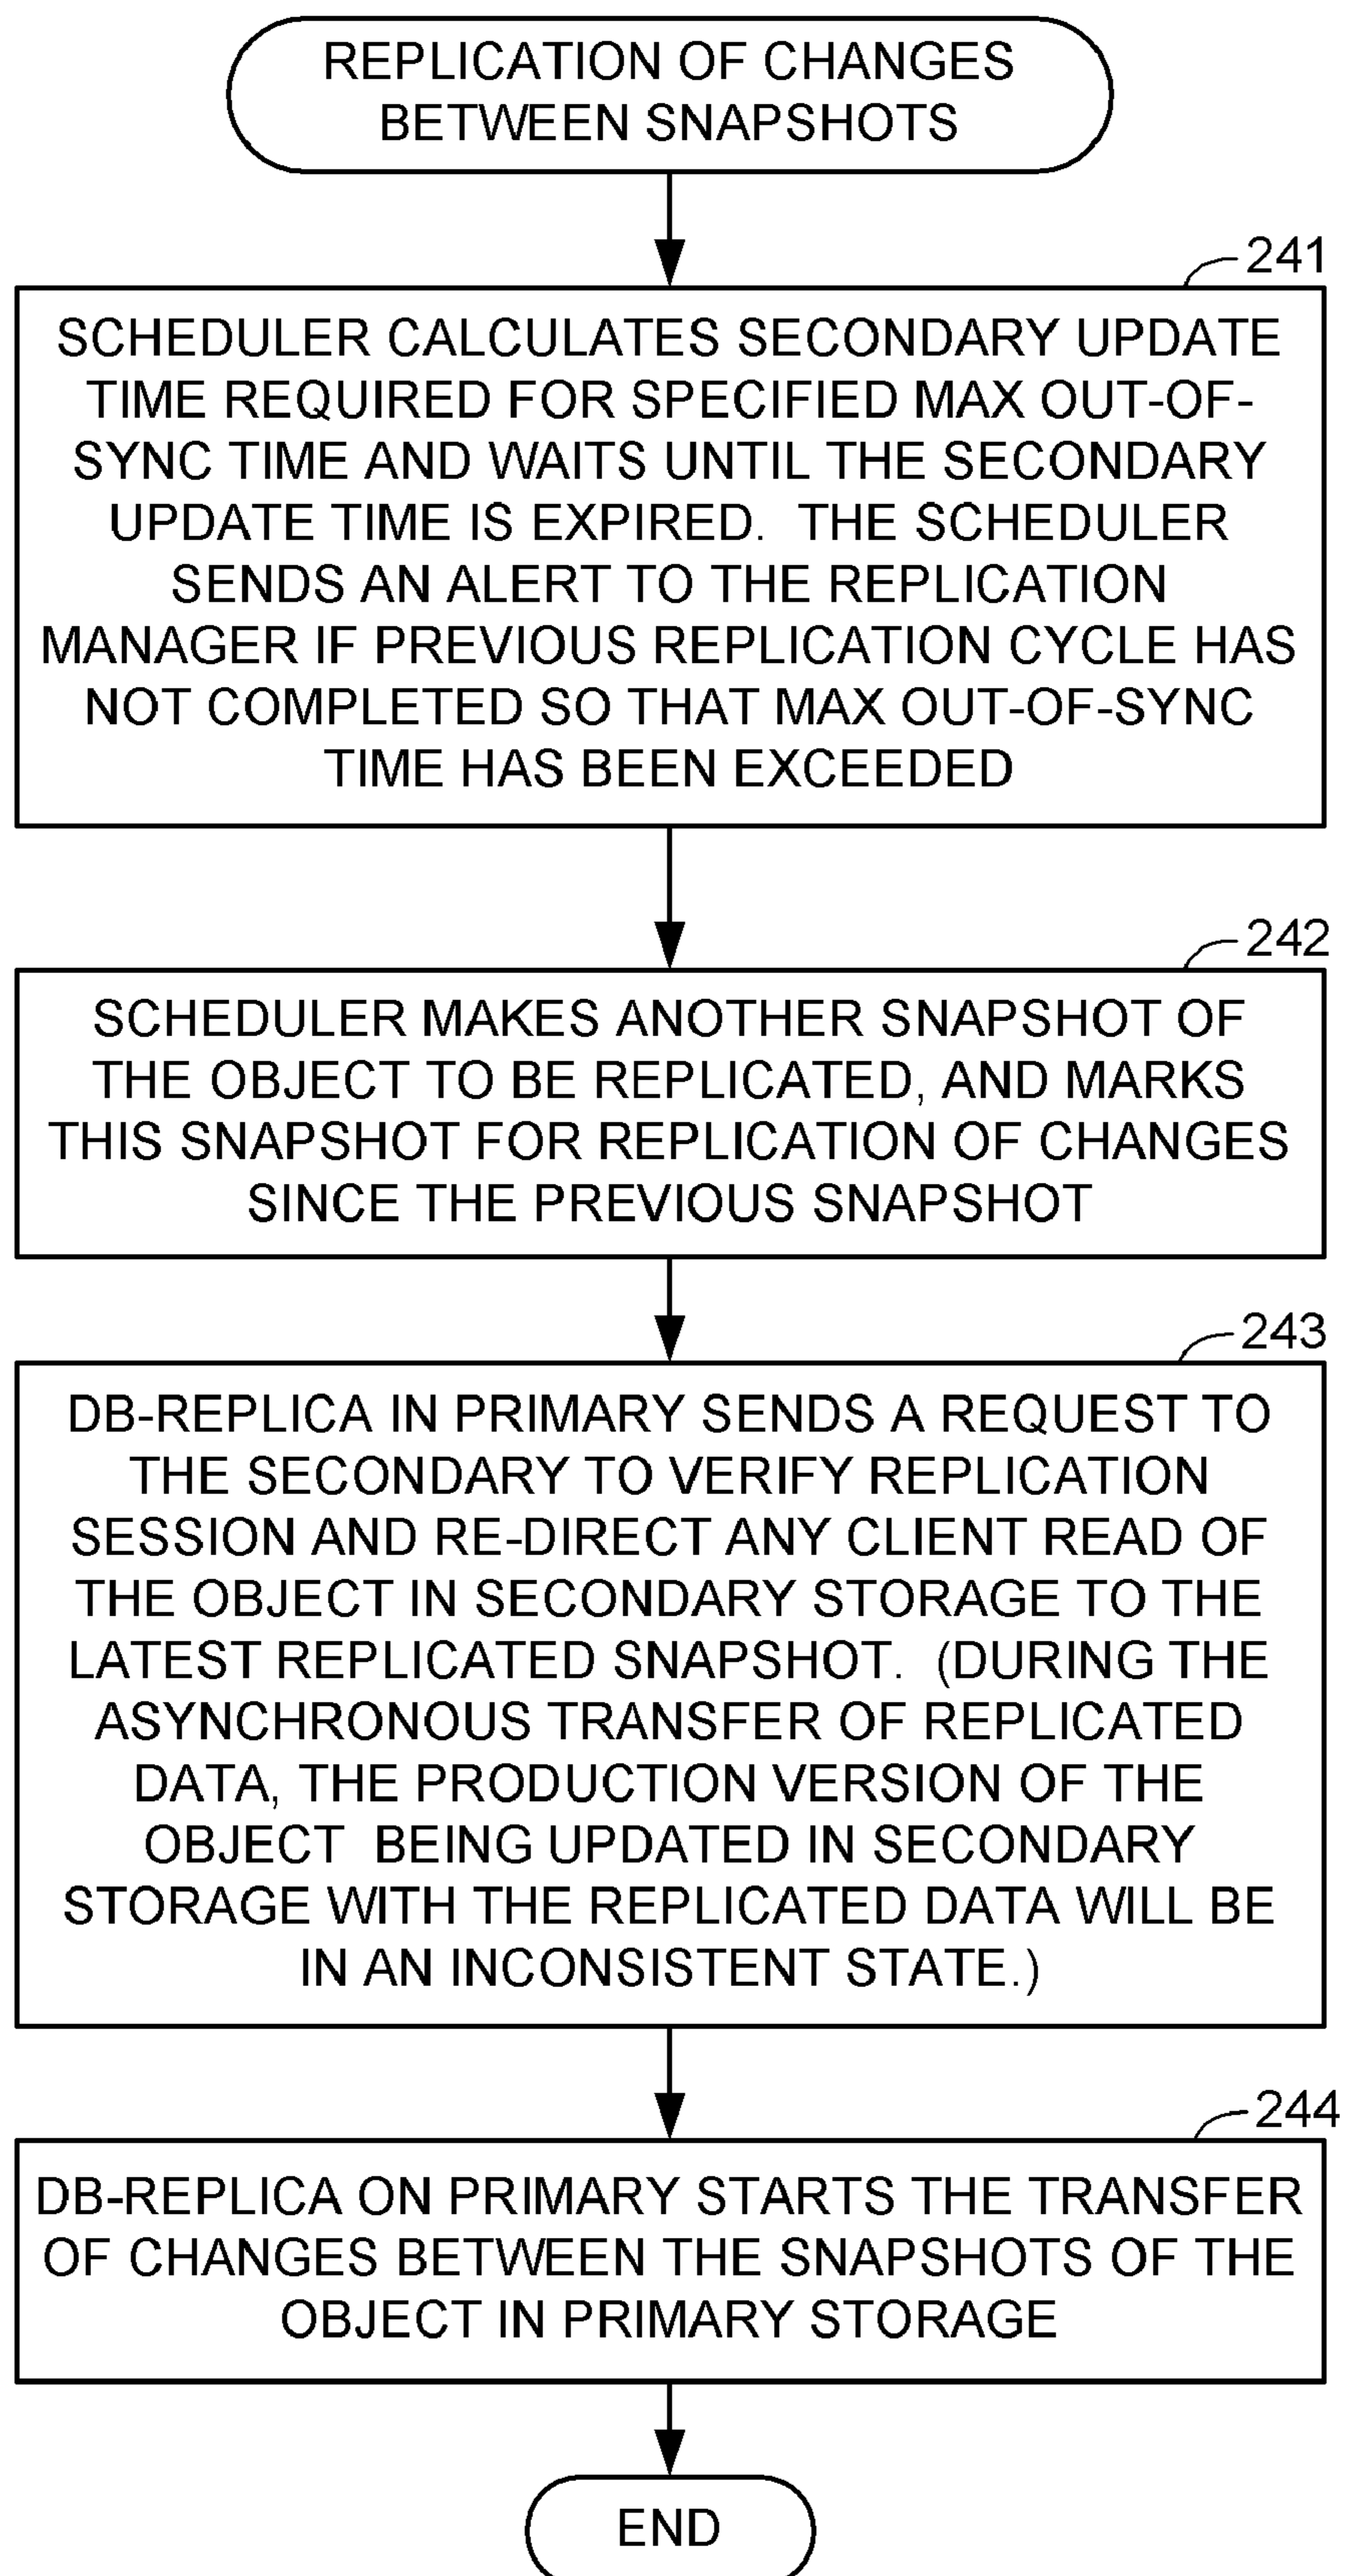 REPLICATION OF CHANGES
BETWEEN SNAPSHOTS
241
SCHEDULER CALCULATES SECONDARY UPDATE
TIME REQUIRED FOR SPECIFIED MAX OUT-OF-
SYNC TIME AND WAITS UNTIL THE SECONDARY
UPDATE TIME IS EXPIRED. THE SCHEDULER
SENDS AN ALERT TO THE REPLICATION
MANAGER IF PREVIOUS REPLICATION CYCLE HAS
NOT COMPLETED SO THAT MAX OUT-OF-SYNC
TIME HAS BEEN EXCEEDED
242
SCHEDULER MAKES ANOTHER SNAPSHOT OF
THE OBJECT TO BE REPLICATED, AND MARKS
THIS SNAPSHOT FOR REPLICATION OF CHANGES
SINCE THE PREVIOUS SNAPSHOT
243
DB-REPLICA IN PRIMARY SENDS A REQUEST TO
THE SECONDARY TO VERIFY REPLICATION
SESSION AND RE-DIRECT ANY CLIENT READ OF
THE OBJECT IN SECONDARY STORAGE TO THE
LATEST REPLICATED SNAPSHOT. (DURING THE
ASYNCHRONOUS TRANSFER OF REPLICATED
DATA, THE PRODUCTION VERSION OF THE
OBJECT BEING UPDATED IN SECONDARY
STORAGE WITH THE REPLICATED DATA WILL BE
IN AN INCONSISTENT STATE.)
244
DB-REPLICA ON PRIMARY STARTS THE TRANSFER
OF CHANGES BETWEEN THE SNAPSHOTS OF THE
OBJECT IN PRIMARY STORAGE
END